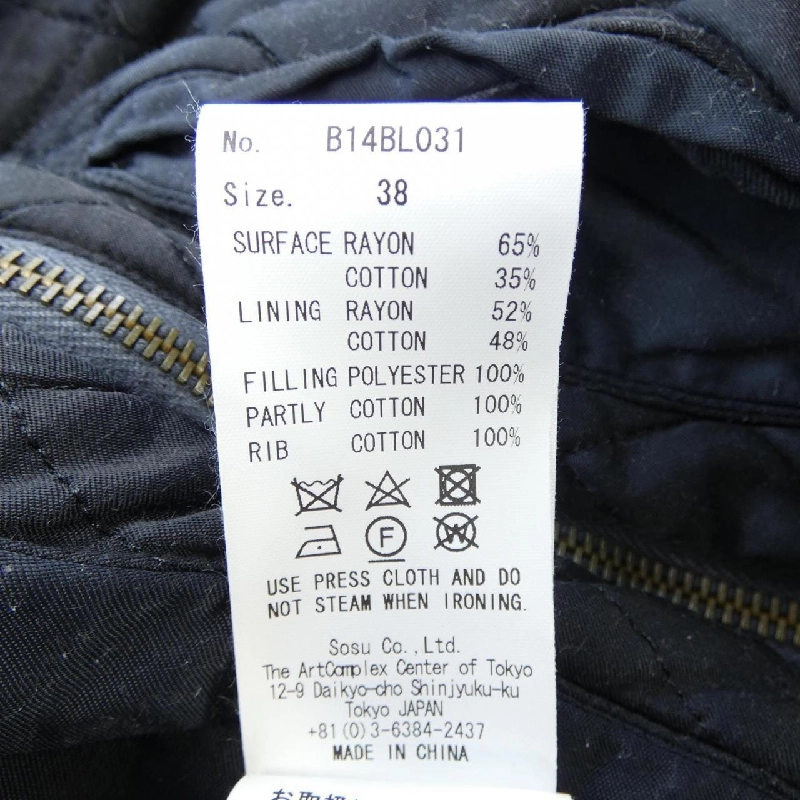 No. B14BL031
Size. 38
SURFACE RAYON 65%
COTTON 35%
LINING RAYON 52%
COTTON 48%
FILLING POLYESTER 100%
PARTLY COTTON 100%
RIB COTTON 100%
F W
USE PRESS CLOTH AND DO
NOT STEAM WHEN IRONING.
Sosu Co.,Ltd.
The ArtComplex Center of Tokyo
12-9 Daikyo-cho Shinjyuku-ku
Tokyo JAPAN
+81(0)3-6384-2437
MADE IN CHINA